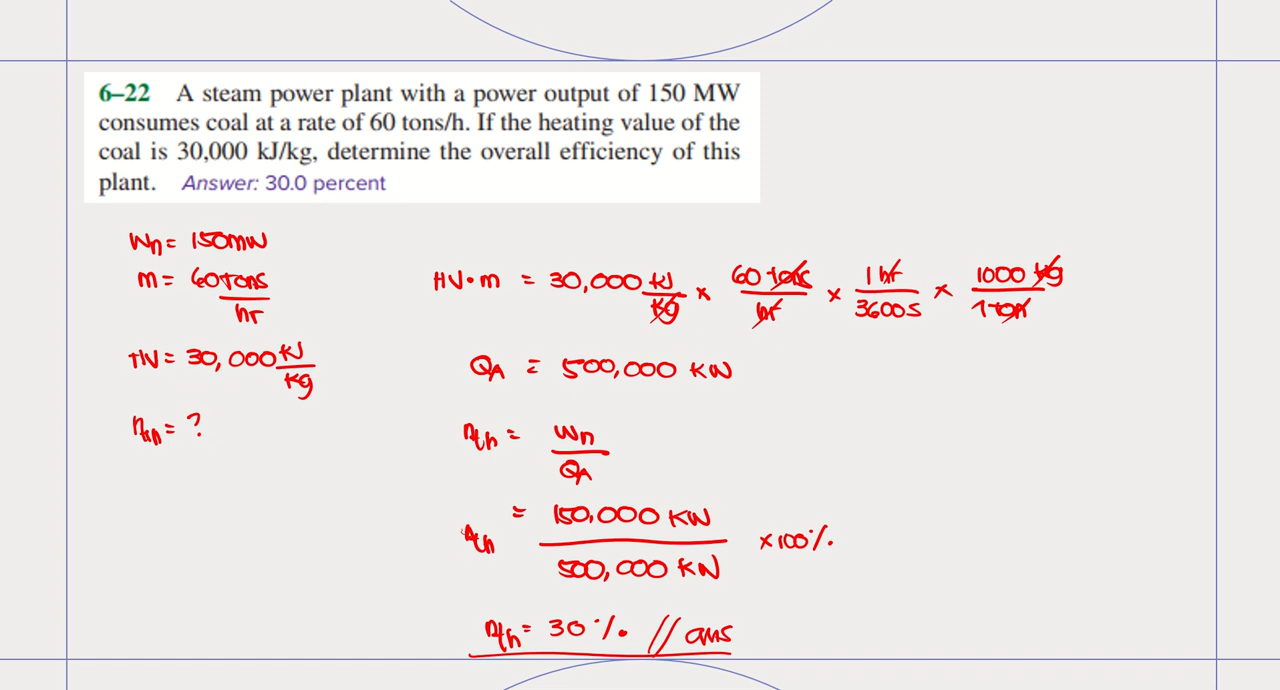 6–22 A steam power plant with a power output of 150 MW
consumes coal at a rate of 60 tons/h. If the heating value of the
coal is 30,000 kJ/kg, determine the overall efficiency of this
plant. Answer: 30.0 percent
Wn = 150MW
m = 60 tons/hr
HV = 30,000 kJ/kg
ηth = ?
HV·m = 30,000 kJ/kg × 60 tons/hr × 1 hr/3600s × 1000 kg/1 ton
QA = 500,000 KW
ηth = Wn/QA
ηth = 150,000 KW/500,000 KW × 100%
ηth = 30% // ans